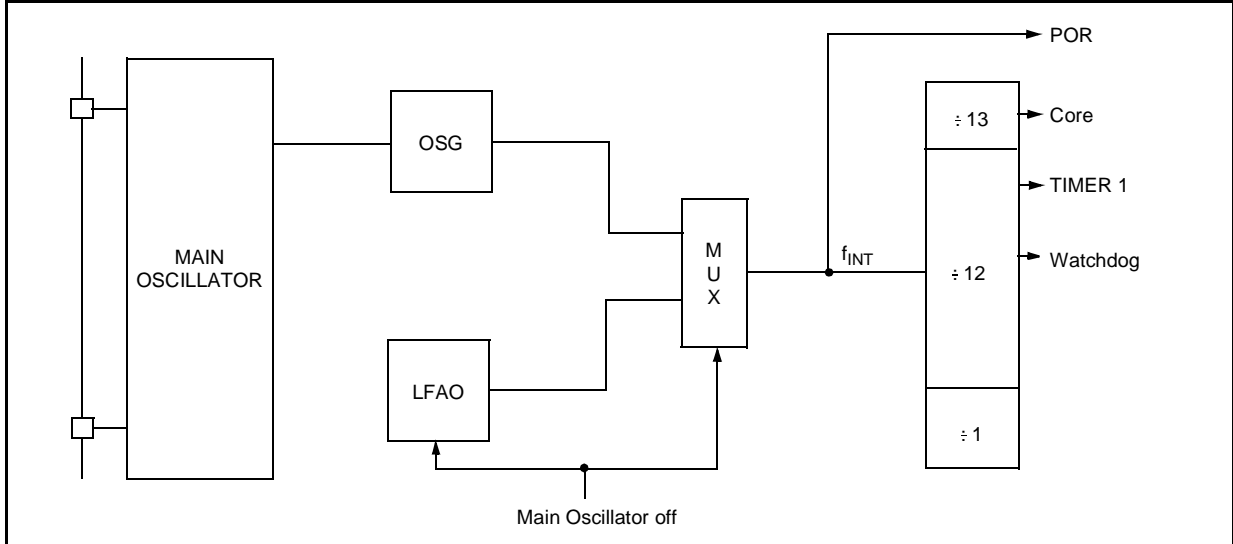 POR
÷ 13
Core
OSG
TIMER 1
MAIN
OSCILLATOR
M
U
X
f_INT
÷ 12
Watchdog
LFAO
÷ 1
Main Oscillator off